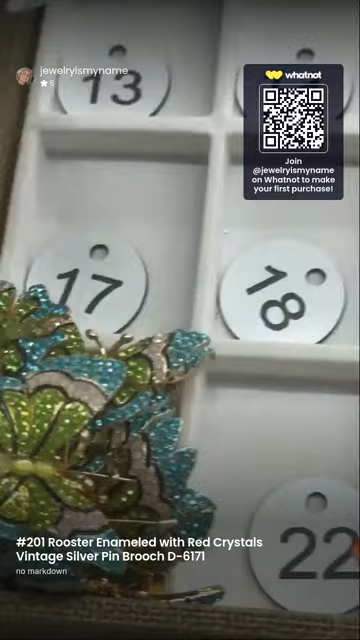 jewelryismyname
★ 5
13
whatnot
Join
@jewelryismyname
on Whatnot to make
your first purchase!
17
18
22
#201 Rooster Enameled with Red Crystals
Vintage Silver Pin Brooch D-6171
no markdown